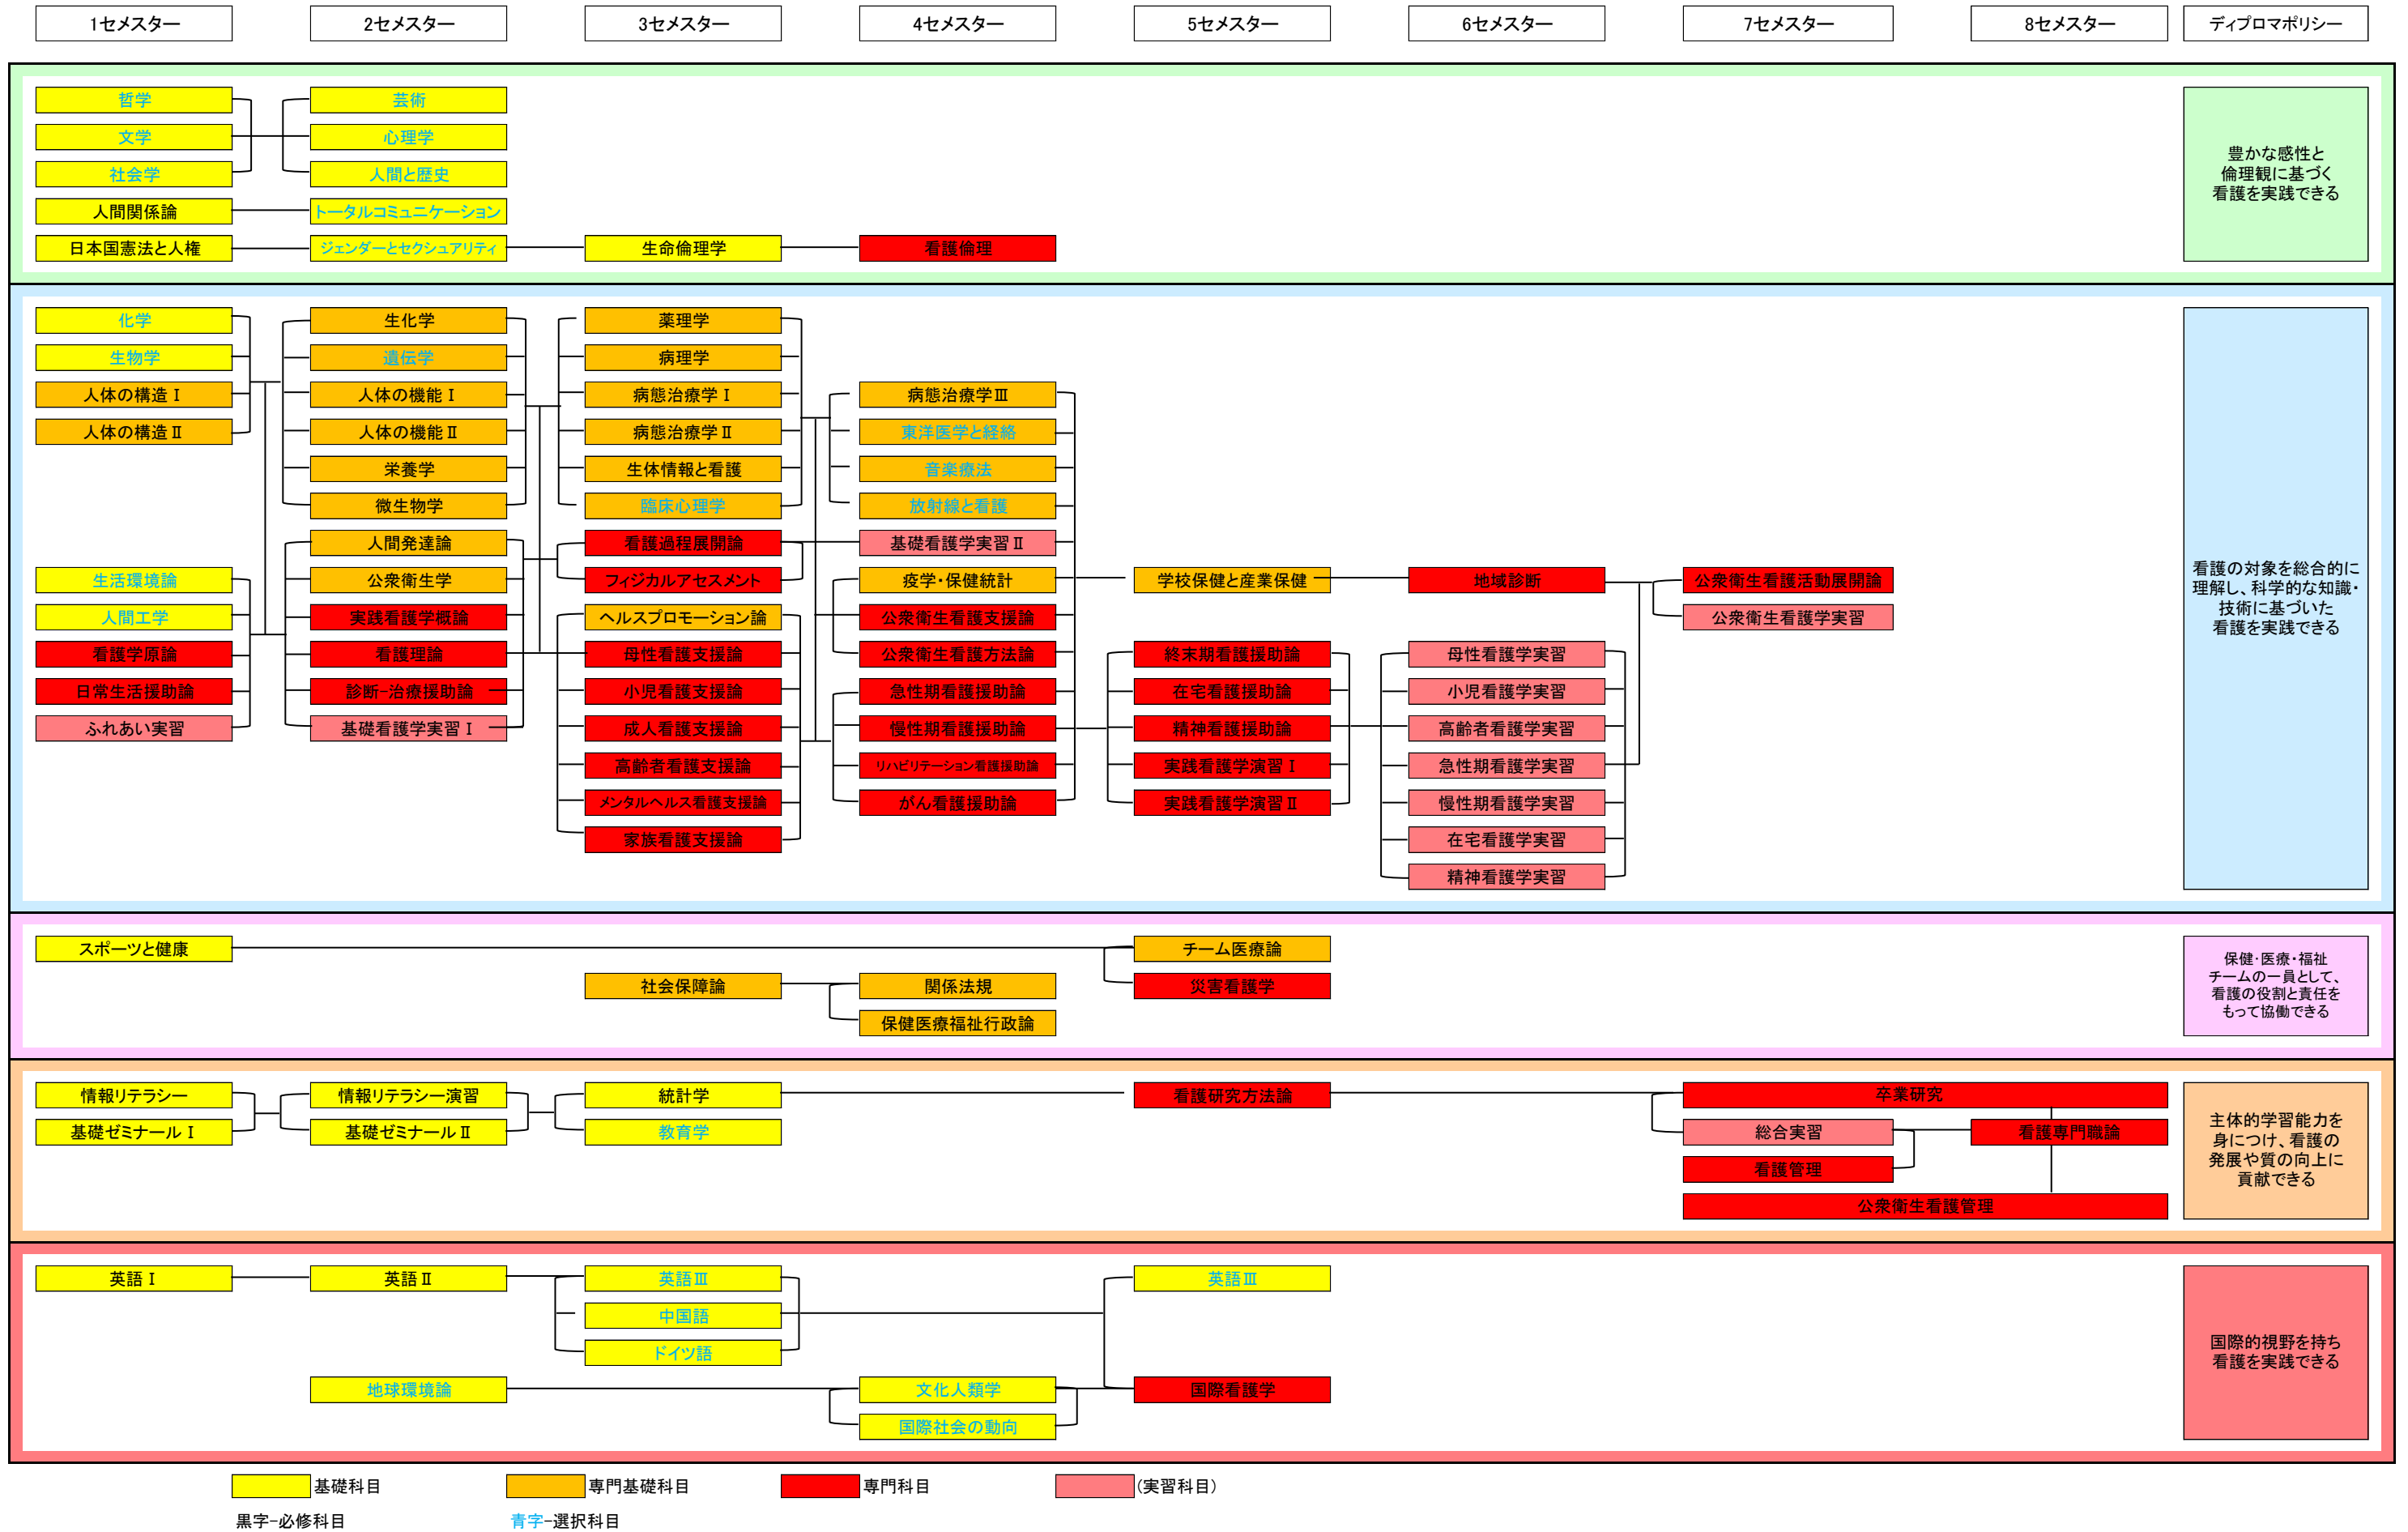 1セメスター
2セメスター
3セメスター
4セメスター
5セメスター
6セメスター
7セメスター
8セメスター
ディプロマポリシー
哲学
芸術
文学
心理学
社会学
人間と歴史
人間関係論
トータルコミュニケーション
日本国憲法と人権
ジェンダーとセクシュアリティ
生命倫理学
看護倫理
豊かな感性と
倫理観に基づく
看護を実践できる
化学
生化学
薬理学
生物学
遺伝学
病理学
人体の構造Ⅰ
人体の機能Ⅰ
病態治療学Ⅰ
病態治療学Ⅲ
人体の構造Ⅱ
人体の機能Ⅱ
病態治療学Ⅱ
東洋医学と経絡
栄養学
生体情報と看護
音楽療法
微生物学
臨床心理学
放射線と看護
人間発達論
看護過程展開論
基礎看護学実習Ⅱ
生活環境論
公衆衛生学
フィジカルアセスメント
疫学・保健統計
学校保健と産業保健
地域診断
公衆衛生看護活動展開論
人間工学
実践看護学概論
ヘルスプロモーション論
公衆衛生看護支援論
公衆衛生看護学実習
看護学原論
看護理論
母性看護支援論
公衆衛生看護方法論
終末期看護援助論
母性看護学実習
日常生活援助論
診断-治療援助論
小児看護支援論
急性期看護援助論
在宅看護援助論
小児看護学実習
ふれあい実習
基礎看護学実習Ⅰ
成人看護支援論
慢性期看護援助論
精神看護援助論
高齢者看護学実習
高齢者看護支援論
リハビリテーション看護援助論
実践看護学演習Ⅰ
急性期看護学実習
メンタルヘルス看護支援論
がん看護援助論
実践看護学演習Ⅱ
慢性期看護学実習
家族看護支援論
在宅看護学実習
精神看護学実習
看護の対象を総合的に
理解し、科学的な知識・
技術に基づいた
看護を実践できる
スポーツと健康
チーム医療論
社会保障論
関係法規
災害看護学
保健医療福祉行政論
保健・医療・福祉
チームの一員として、
看護の役割と責任を
もって協働できる
情報リテラシー
情報リテラシー演習
統計学
看護研究方法論
卒業研究
基礎ゼミナールⅠ
基礎ゼミナールⅡ
教育学
総合実習
看護専門職論
看護管理
公衆衛生看護管理
主体的学習能力を
身につけ、看護の
発展や質の向上に
貢献できる
英語Ⅰ
英語Ⅱ
英語Ⅲ
英語Ⅲ
中国語
ドイツ語
地球環境論
文化人類学
国際看護学
国際社会の動向
国際的視野を持ち
看護を実践できる
基礎科目
専門基礎科目
専門科目
(実習科目)
黒字-必修科目
青字-選択科目